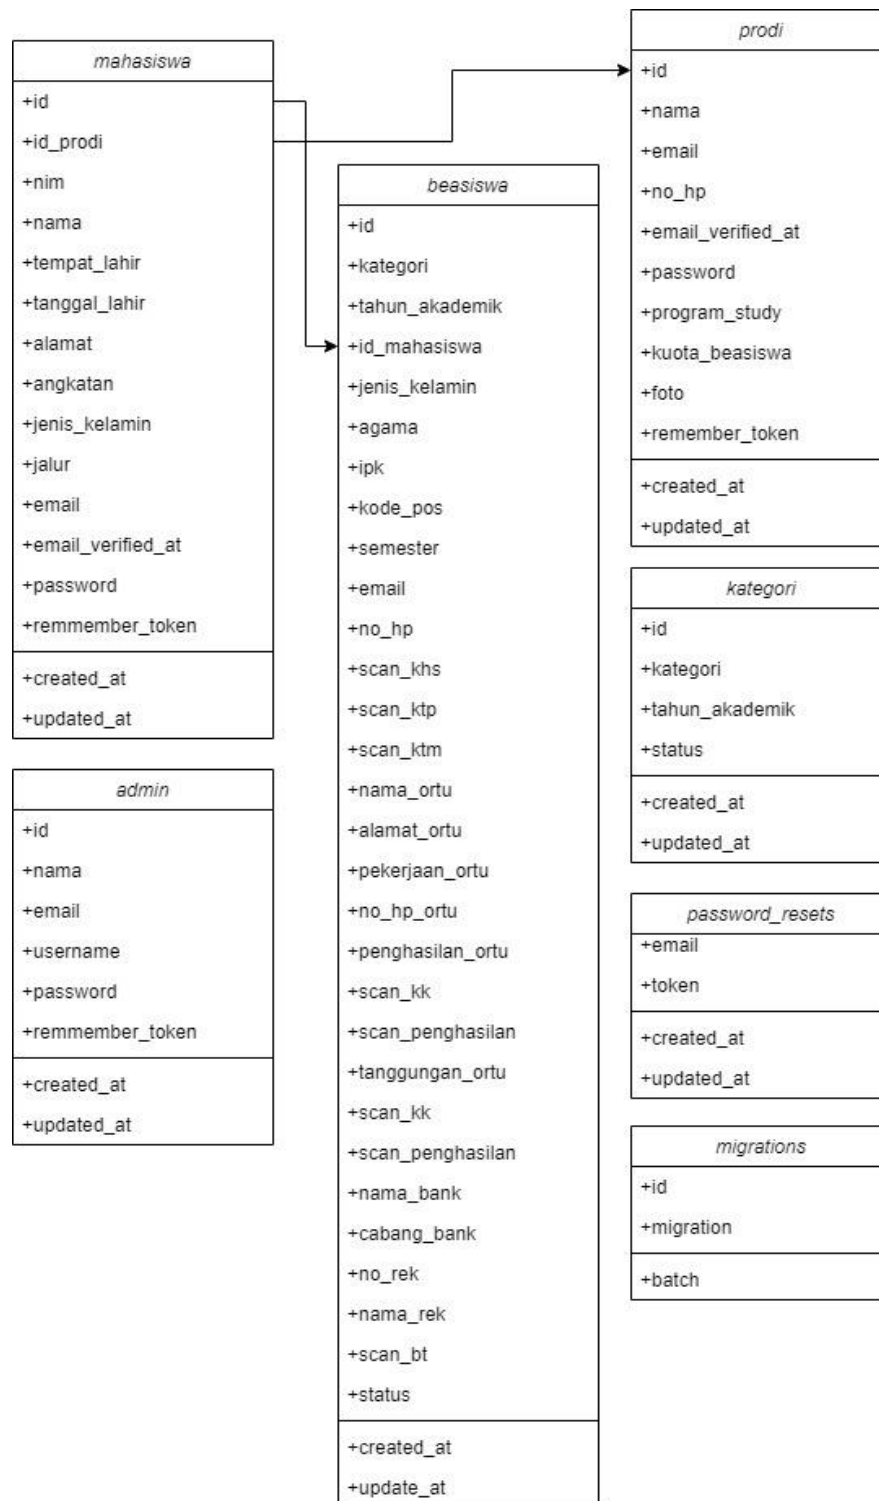 mahasiswa
+id
+id_prodi
+nim
+nama
+tempat_lahir
+tanggal_lahir
+alamat
+angkatan
+jenis_kelamin
+jalur
+email
+email_verified_at
+password
+remmember_token
+created_at
+updated_at
admin
+id
+nama
+email
+username
+password
+remmember_token
+created_at
+updated_at
beasiswa
+id
+kategori
+tahun_akademik
+id_mahasiswa
+jenis_kelamin
+agama
+ipk
+kode_pos
+semester
+email
+no_hp
+scan_khs
+scan_ktp
+scan_ktm
+nama_ortu
+alamat_ortu
+pekerjaan_ortu
+no_hp_ortu
+penghasilan_ortu
+scan_kk
+scan_penghasilan
+tanggungan_ortu
+scan_kk
+scan_penghasilan
+nama_bank
+cabang_bank
+no_rek
+nama_rek
+scan_bt
+status
+created_at
+update_at
prodi
+id
+nama
+email
+no_hp
+email_verified_at
+password
+program_study
+kuota_beasiswa
+foto
+remember_token
+created_at
+updated_at
kategori
+id
+kategori
+tahun_akademik
+status
+created_at
+updated_at
password_resets
+email
+token
+created_at
+updated_at
migrations
+id
+migration
+batch